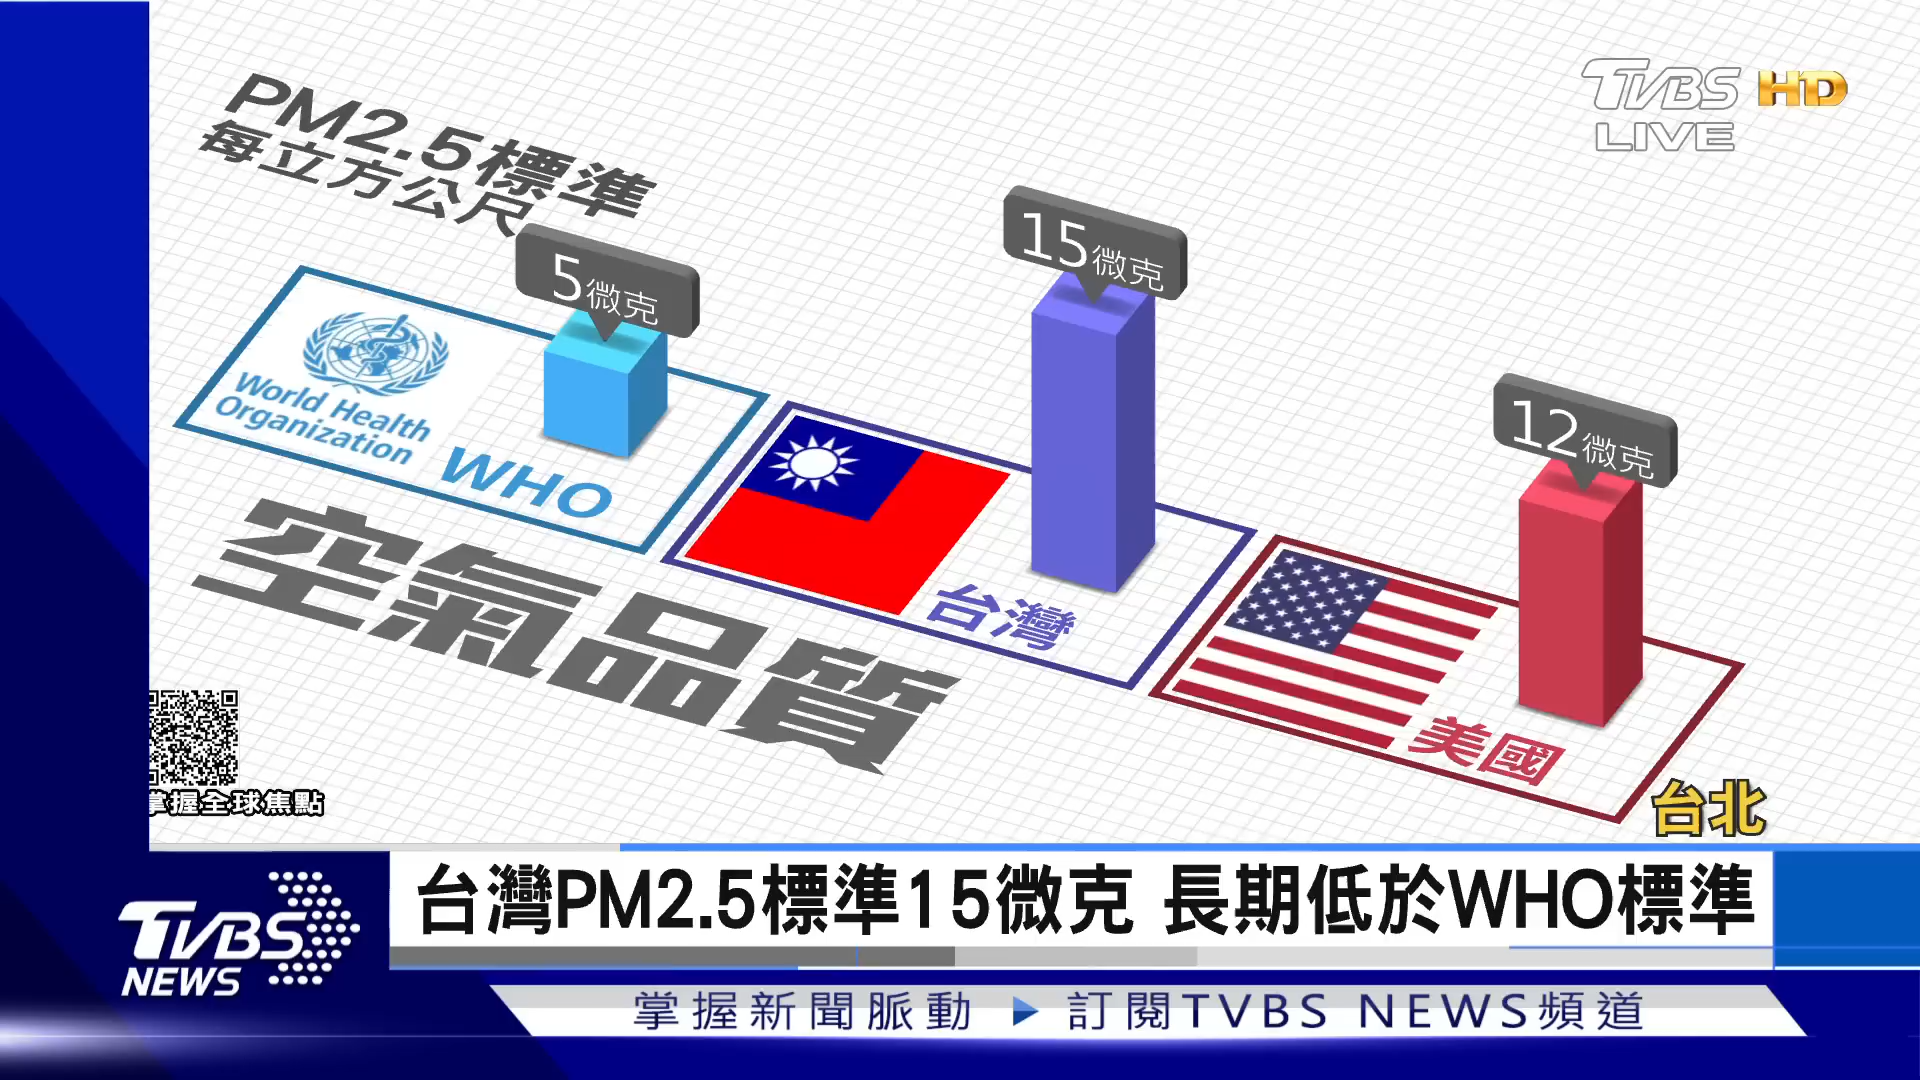 TVBS HD
LIVE
PM2.5標準
每立方公尺
5微克
15微克
12微克
World Health
Organization
WHO
台灣
美國
空氣品質
掌握全球焦點
台北
台灣PM2.5標準15微克 長期低於WHO標準
TVBS
NEWS
掌握新聞脈動 ▶ 訂閱TVBS NEWS頻道